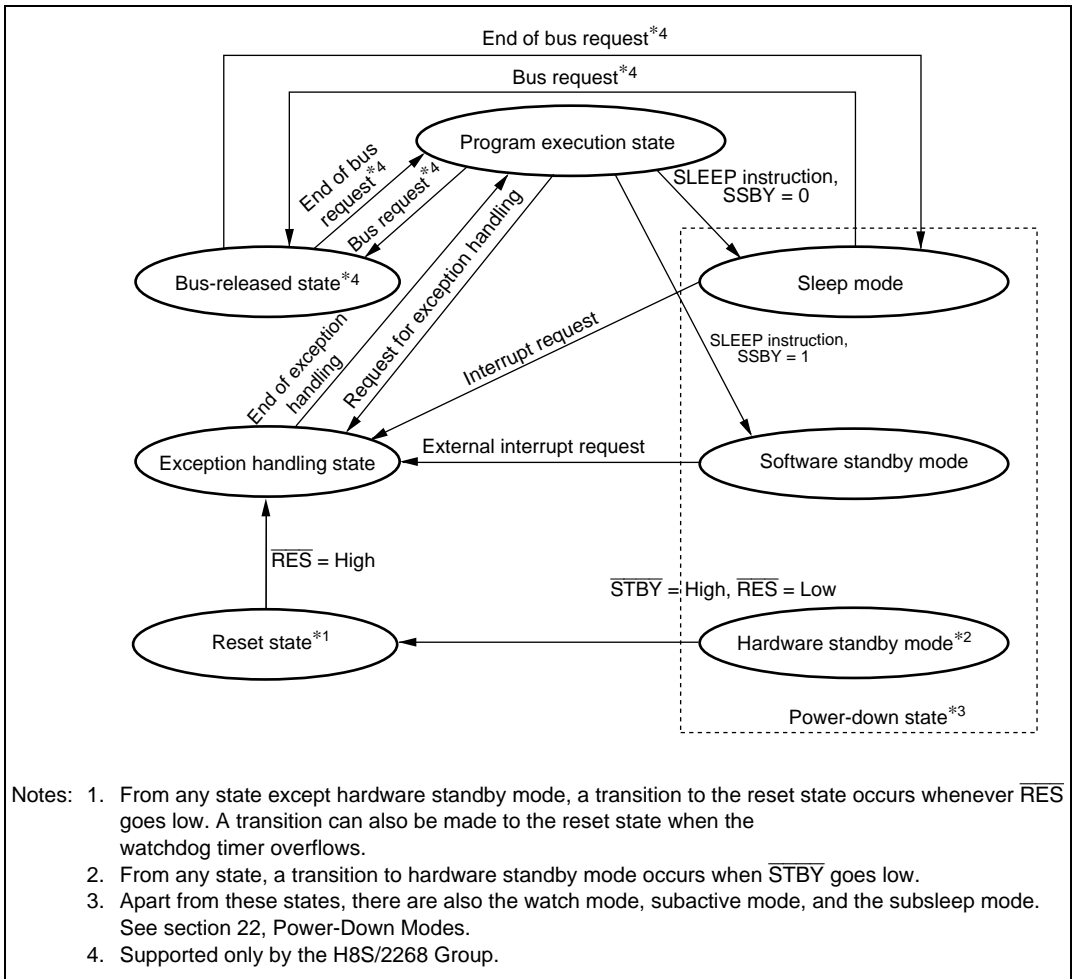 End of bus request*4
Bus request*4
Program execution state
End of bus
request*4
Bus request*4
SLEEP instruction,
SSBY = 0
Bus-released state*4
Sleep mode
End of exception
handling
Request for exception handling
Interrupt request
SLEEP instruction,
SSBY = 1
External interrupt request
Exception handling state
Software standby mode
R̅E̅S̅ = High
S̅T̅B̅Y̅ = High, R̅E̅S̅ = Low
Reset state*1
Hardware standby mode*2
Power-down state*3
Notes: 1. From any state except hardware standby mode, a transition to the reset state occurs whenever R̅E̅S̅
goes low. A transition can also be made to the reset state when the
watchdog timer overflows.
2. From any state, a transition to hardware standby mode occurs when S̅T̅B̅Y̅ goes low.
3. Apart from these states, there are also the watch mode, subactive mode, and the subsleep mode.
See section 22, Power-Down Modes.
4. Supported only by the H8S/2268 Group.